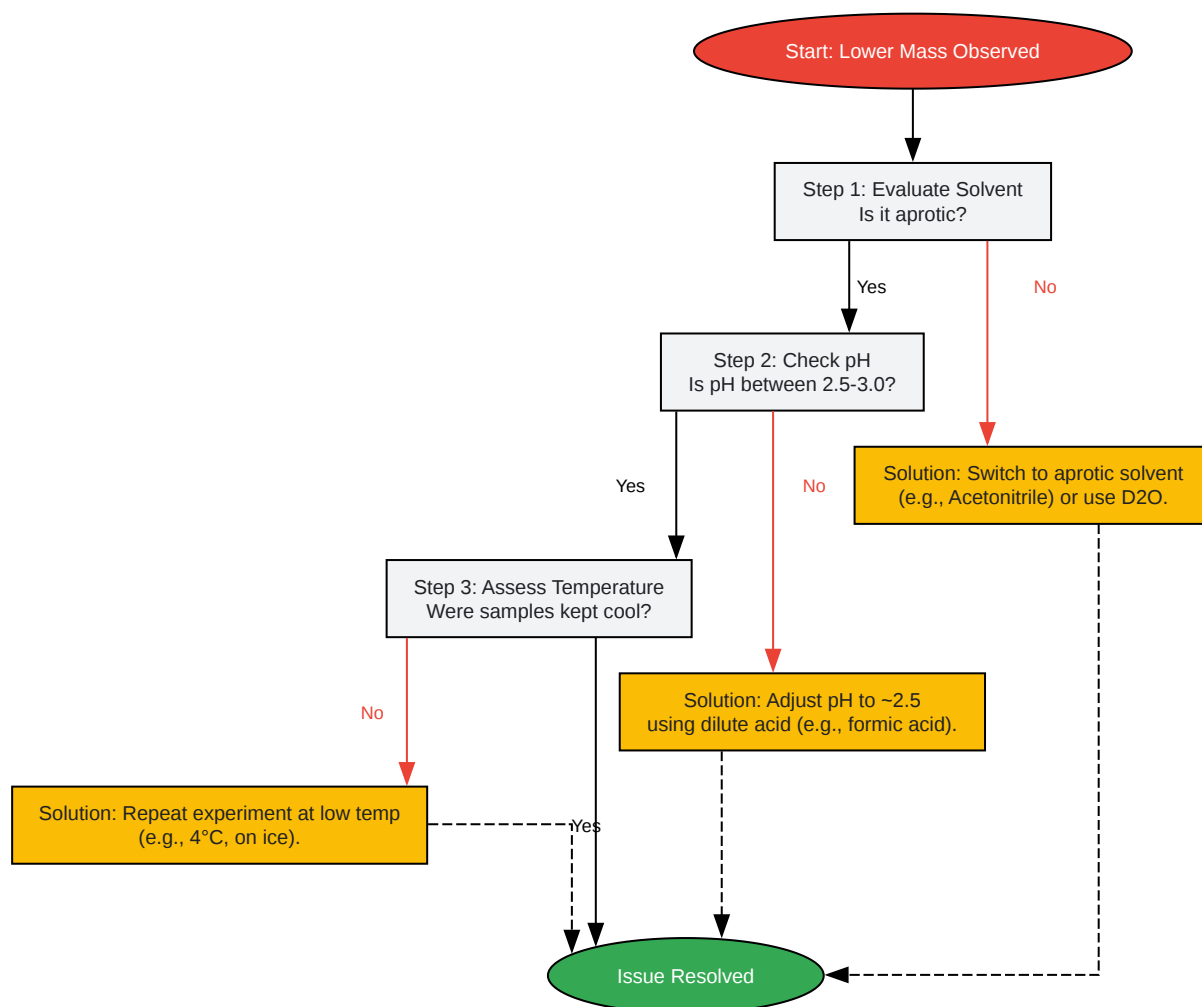 Start: Lower Mass Observed
Step 1: Evaluate Solvent
Is it aprotic?
Yes
No
Step 2: Check pH
Is pH between 2.5-3.0?
Yes
No
Solution: Switch to aprotic solvent
(e.g., Acetonitrile) or use D2O.
Step 3: Assess Temperature
Were samples kept cool?
No
Solution: Adjust pH to ~2.5
using dilute acid (e.g., formic acid).
Solution: Repeat experiment at low temp
(e.g., 4°C, on ice).
Yes
Issue Resolved